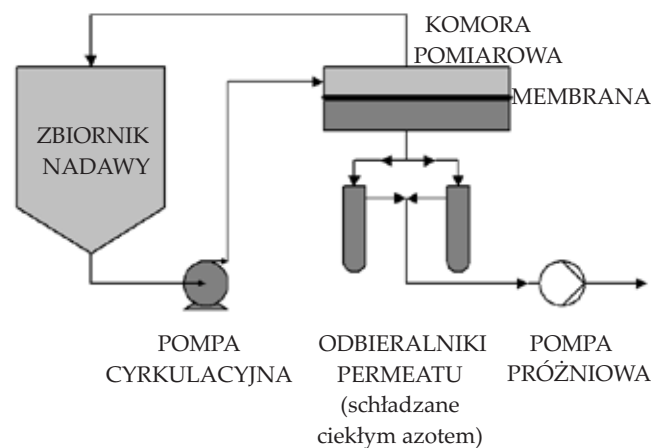 KOMORA
POMIAROWA
MEMBRANA
ZBIORNIK
NADAWY
POMPA
CYRKULACYJNA
ODBIERALNIKI
PERMEATU
(schładzane
ciekłym azotem)
POMPA
PRÓŻNIOWA